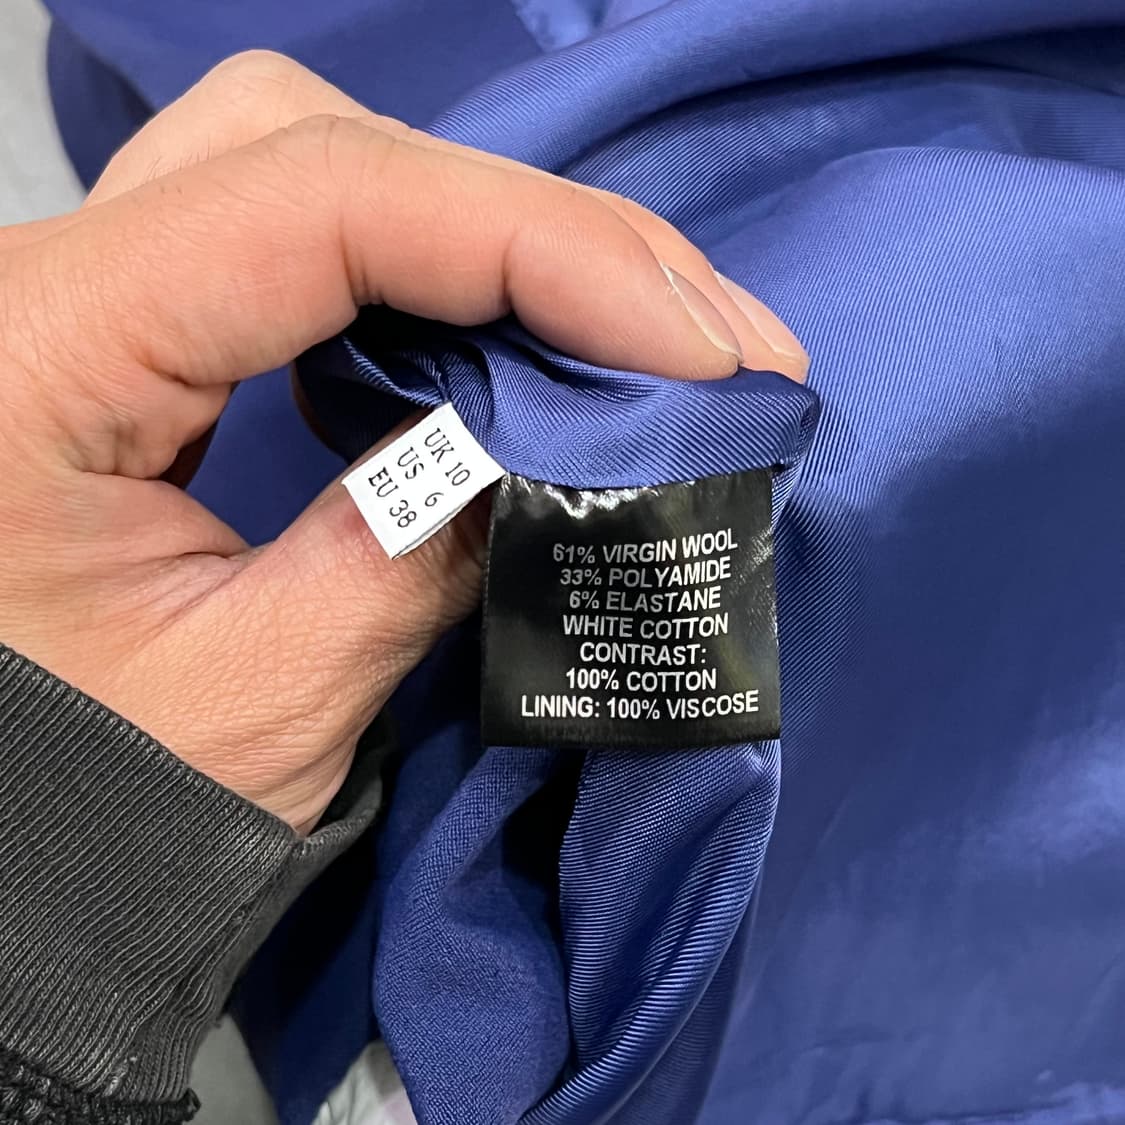 UK 10
US 6
EU 38
61% VIRGIN WOOL
33% POLYAMIDE
6% ELASTANE
WHITE COTTON
CONTRAST:
100% COTTON
LINING: 100% VISCOSE